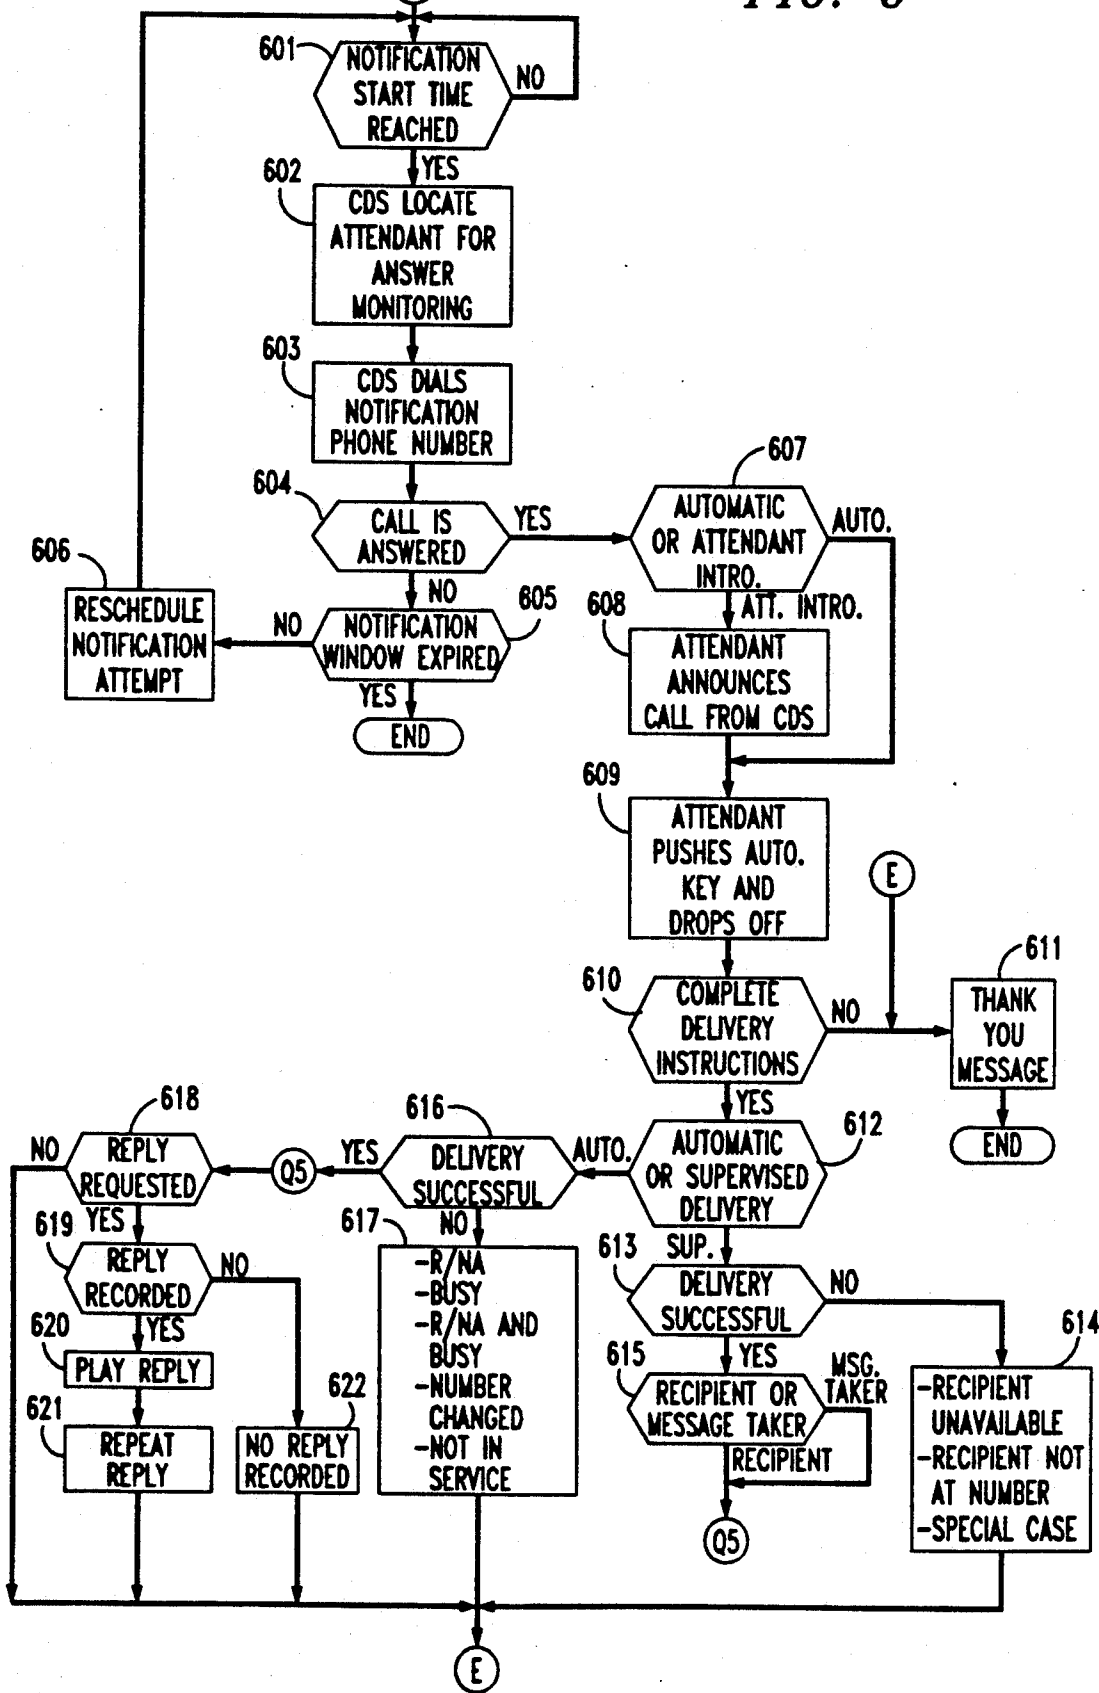 FIG. 6
601
NOTIFICATION
START TIME
REACHED
NO
YES
602
CDS LOCATE
ATTENDANT FOR
ANSWER
MONITORING
603
CDS DIALS
NOTIFICATION
PHONE NUMBER
604
CALL IS
ANSWERED
YES
NO
605
NOTIFICATION
WINDOW EXPIRED
NO
YES
END
606
RESCHEDULE
NOTIFICATION
ATTEMPT
607
AUTOMATIC
OR ATTENDANT
INTRO.
AUTO.
ATT. INTRO.
608
ATTENDANT
ANNOUNCES
CALL FROM CDS
609
ATTENDANT
PUSHES AUTO.
KEY AND
DROPS OFF
E
610
COMPLETE
DELIVERY
INSTRUCTIONS
NO
YES
611
THANK
YOU
MESSAGE
END
612
AUTOMATIC
OR SUPERVISED
DELIVERY
AUTO.
SUP.
613
DELIVERY
SUCCESSFUL
NO
YES
614
-RECIPIENT
UNAVAILABLE
-RECIPIENT NOT
AT NUMBER
-SPECIAL CASE
615
RECIPIENT OR
MESSAGE TAKER
MSG.
TAKER
RECIPIENT
Q5
616
DELIVERY
SUCCESSFUL
YES
NO
Q5
617
-R/NA
-BUSY
-R/NA AND
BUSY
-NUMBER
CHANGED
-NOT IN
SERVICE
618
REPLY
REQUESTED
NO
YES
619
REPLY
RECORDED
NO
YES
620
PLAY REPLY
621
REPEAT
REPLY
622
NO REPLY
RECORDED
E